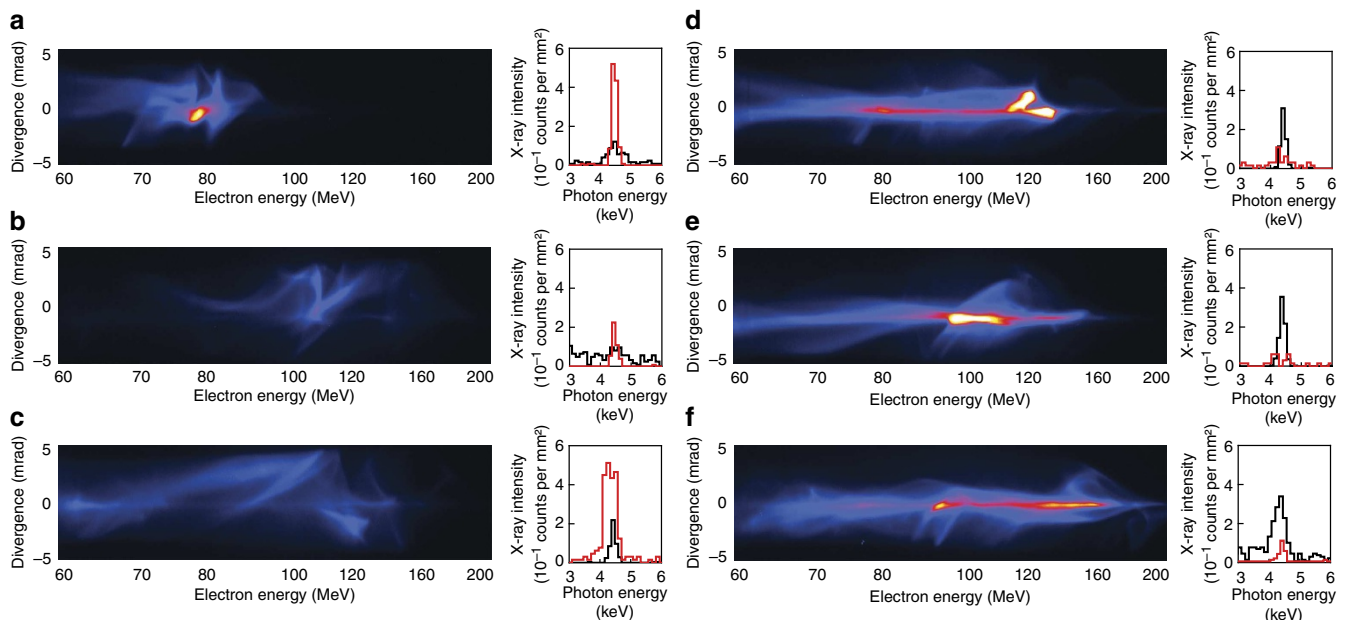 a
Divergence (mrad)
5
0
–5
60 70 80 100 120 160 200
Electron energy (MeV)
X-ray intensity
(10⁻¹ counts per mm²)
6
4
2
0
3 4 5 6
Photon energy
(keV)
b
Divergence (mrad)
5
0
–5
60 70 80 100 120 160 200
Electron energy (MeV)
X-ray intensity
(10⁻¹ counts per mm²)
6
4
2
0
3 4 5 6
Photon energy
(keV)
c
Divergence (mrad)
5
0
–5
60 70 80 100 120 160 200
Electron energy (MeV)
X-ray intensity
(10⁻¹ counts per mm²)
6
4
2
0
3 4 5 6
Photon energy
(keV)
d
Divergence (mrad)
5
0
–5
60 70 80 100 120 160 200
Electron energy (MeV)
X-ray intensity
(10⁻¹ counts per mm²)
6
4
2
0
3 4 5 6
Photon energy
(keV)
e
Divergence (mrad)
5
0
–5
60 70 80 100 120 160 200
Electron energy (MeV)
X-ray intensity
(10⁻¹ counts per mm²)
6
4
2
0
3 4 5 6
Photon energy
(keV)
f
Divergence (mrad)
5
0
–5
60 70 80 100 120 160 200
Electron energy (MeV)
X-ray intensity
(10⁻¹ counts per mm²)
6
4
2
0
3 4 5 6
Photon energy
(keV)